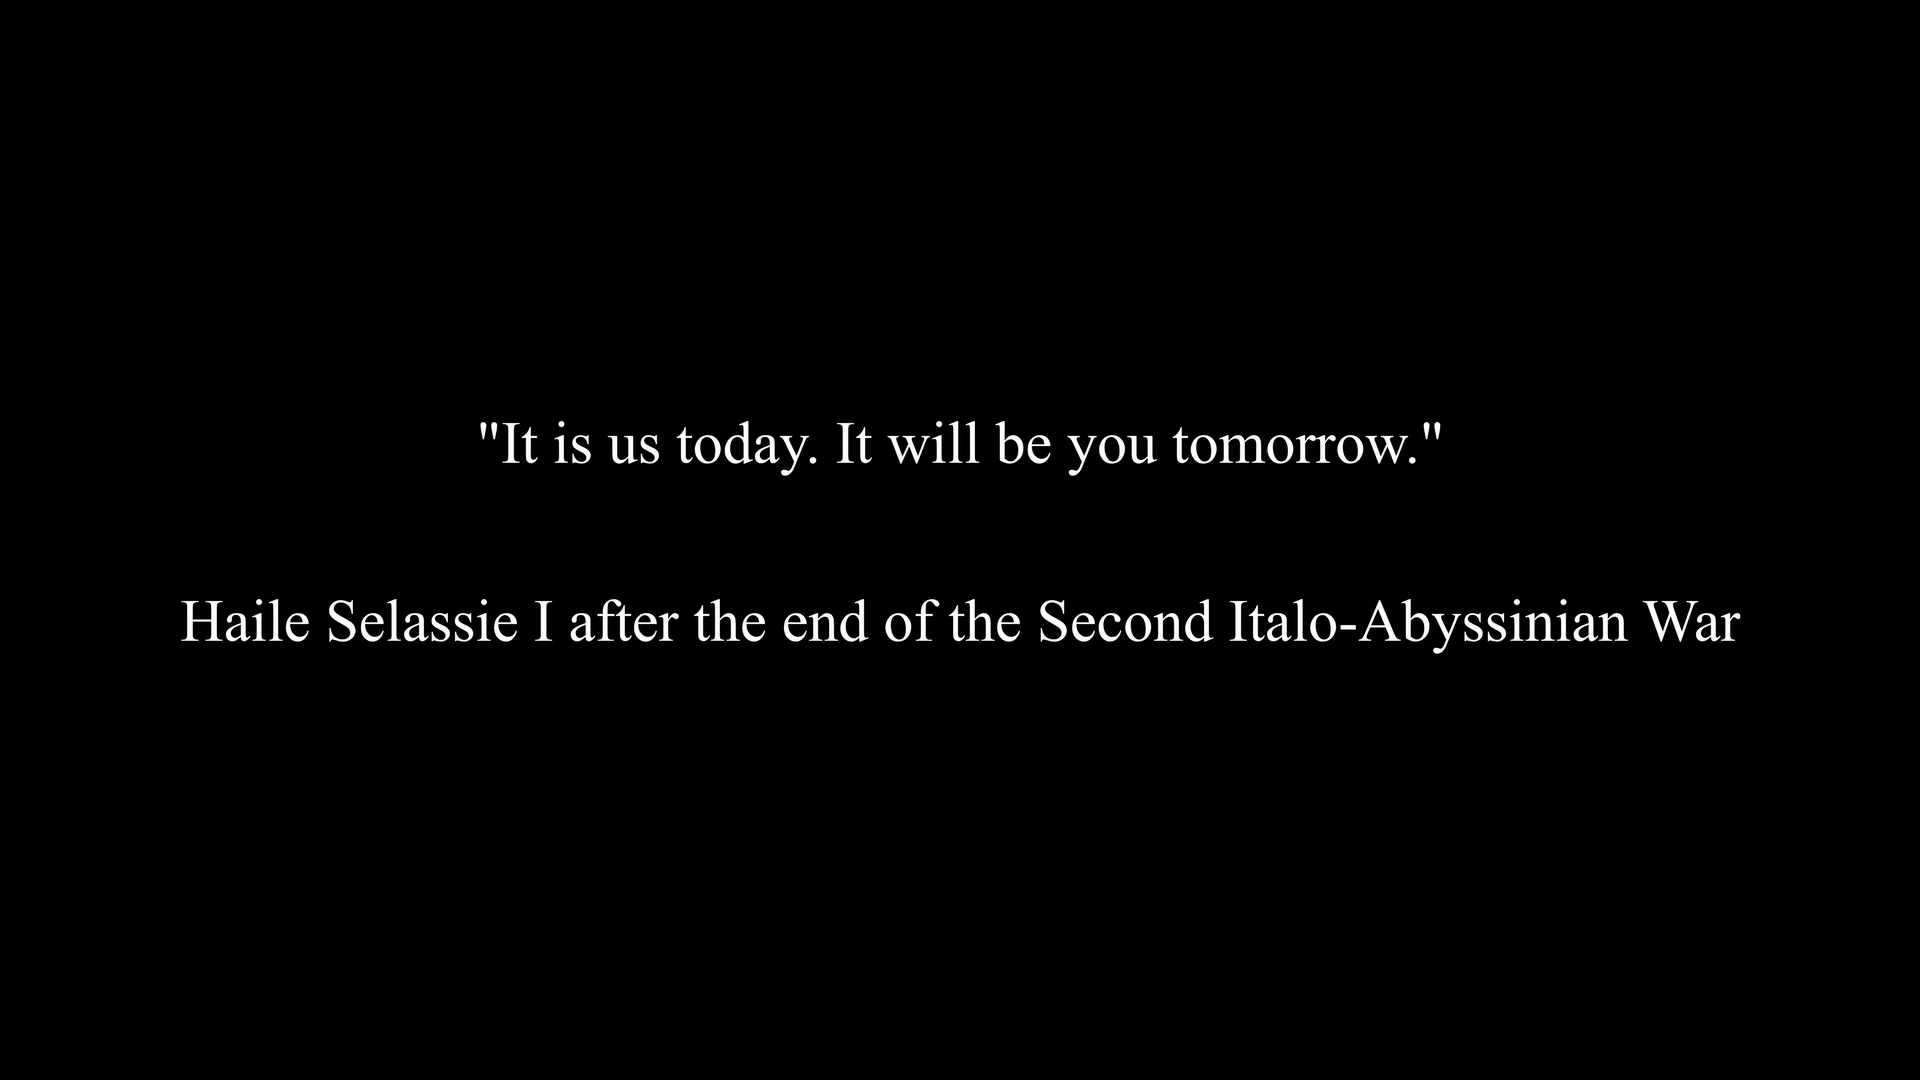 "It is us today. It will be you tomorrow."
Haile Selassie I after the end of the Second Italo-Abyssinian War